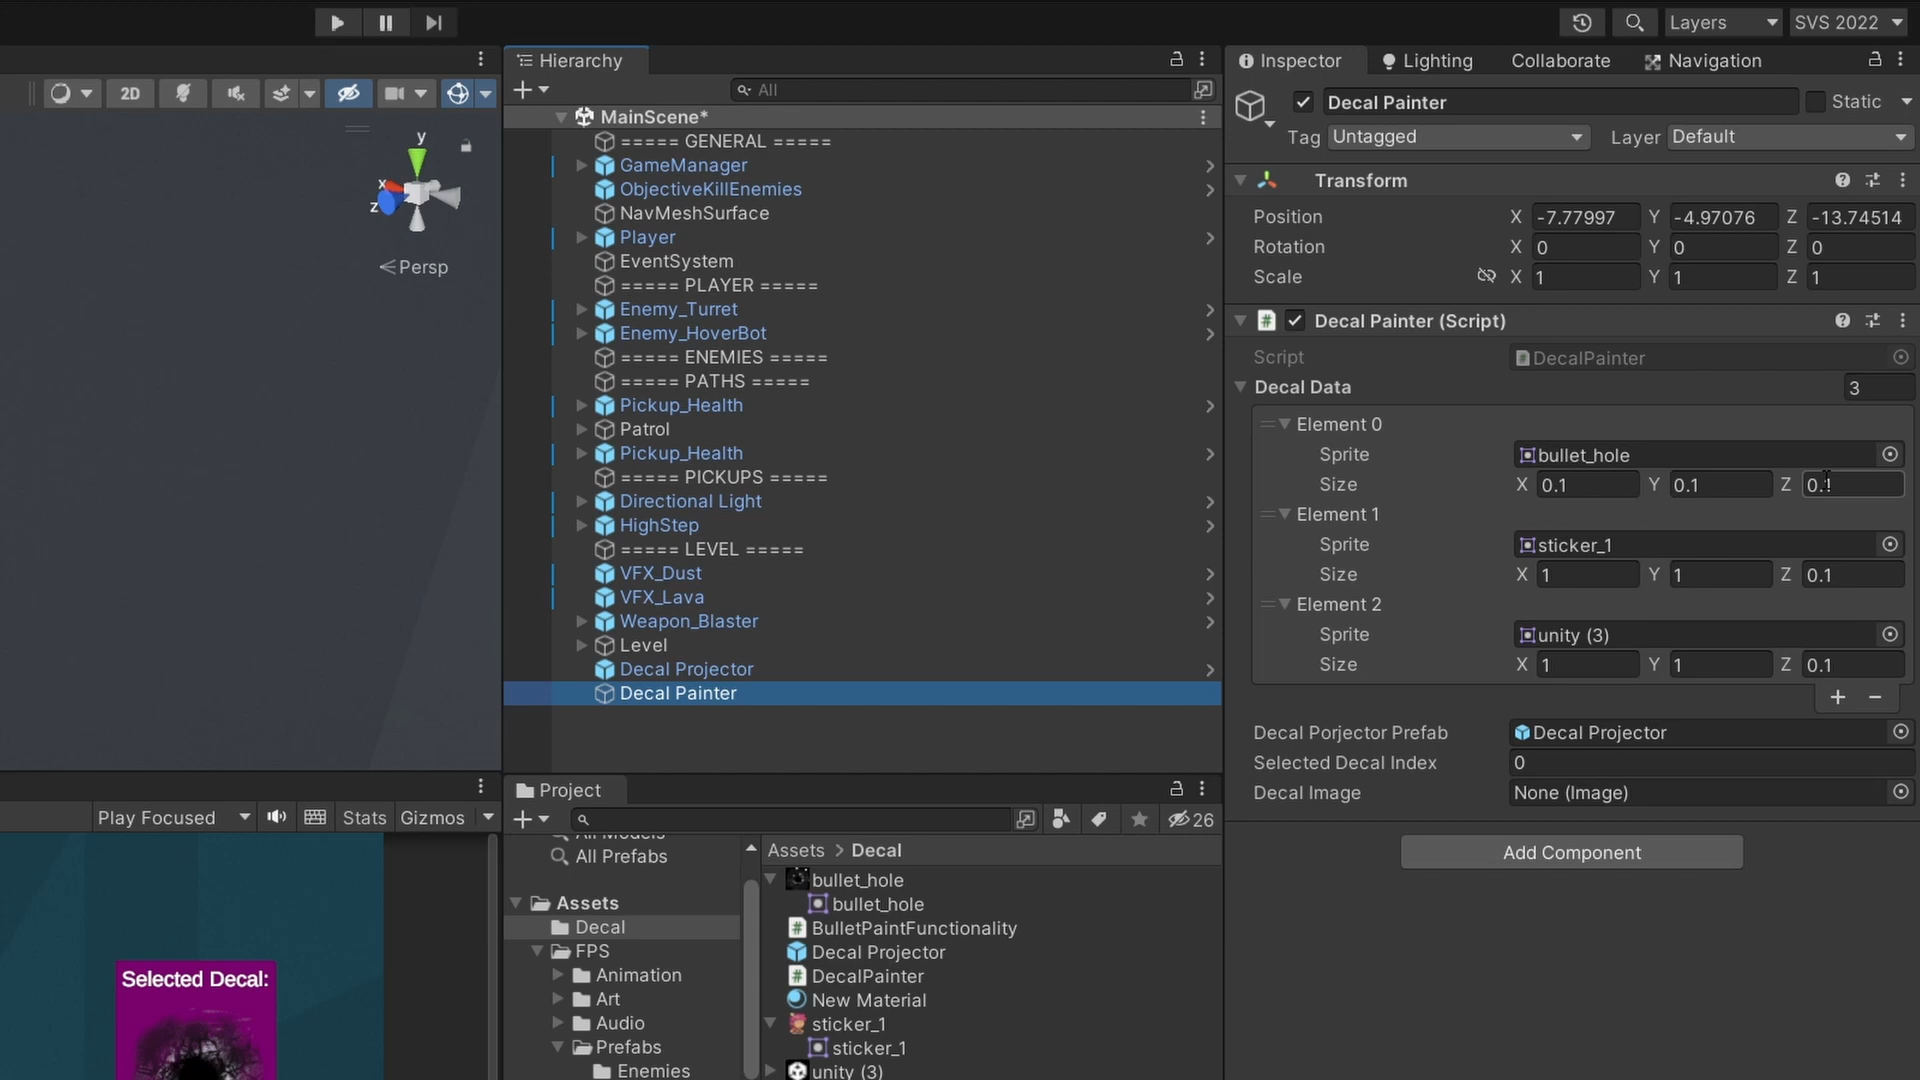 Layers
SVS 2022
2D
y
x
z
Persp
Hierarchy
All
MainScene*
===== GENERAL =====
GameManager
ObjectiveKillEnemies
NavMeshSurface
Player
EventSystem
===== PLAYER =====
Enemy_Turret
Enemy_HoverBot
===== ENEMIES =====
===== PATHS =====
Pickup_Health
Patrol
Pickup_Health
===== PICKUPS =====
Directional Light
HighStep
===== LEVEL =====
VFX_Dust
VFX_Lava
Weapon_Blaster
Level
Decal Projector
Decal Painter
Inspector
Lighting
Collaborate
Navigation
Decal Painter
Static
Tag Untagged
Layer Default
Transform
Position X -7.77997 Y -4.97076 Z -13.74514
Rotation X 0 Y 0 Z 0
Scale X 1 Y 1 Z 1
Decal Painter (Script)
Script DecalPainter
Decal Data 3
Element 0
Sprite bullet_hole
Size X 0.1 Y 0.1 Z 0.1
Element 1
Sprite sticker_1
Size X 1 Y 1 Z 0.1
Element 2
Sprite unity (3)
Size X 1 Y 1 Z 0.1
Decal Porjector Prefab Decal Projector
Selected Decal Index 0
Decal Image None (Image)
Add Component
Play Focused
Stats
Gizmos
Selected Decal:
Project
26
All Prefabs
Assets
Decal
FPS
Animation
Art
Audio
Prefabs
Enemies
Assets > Decal
bullet_hole
bullet_hole
BulletPaintFunctionality
Decal Projector
DecalPainter
New Material
sticker_1
sticker_1
unity (3)